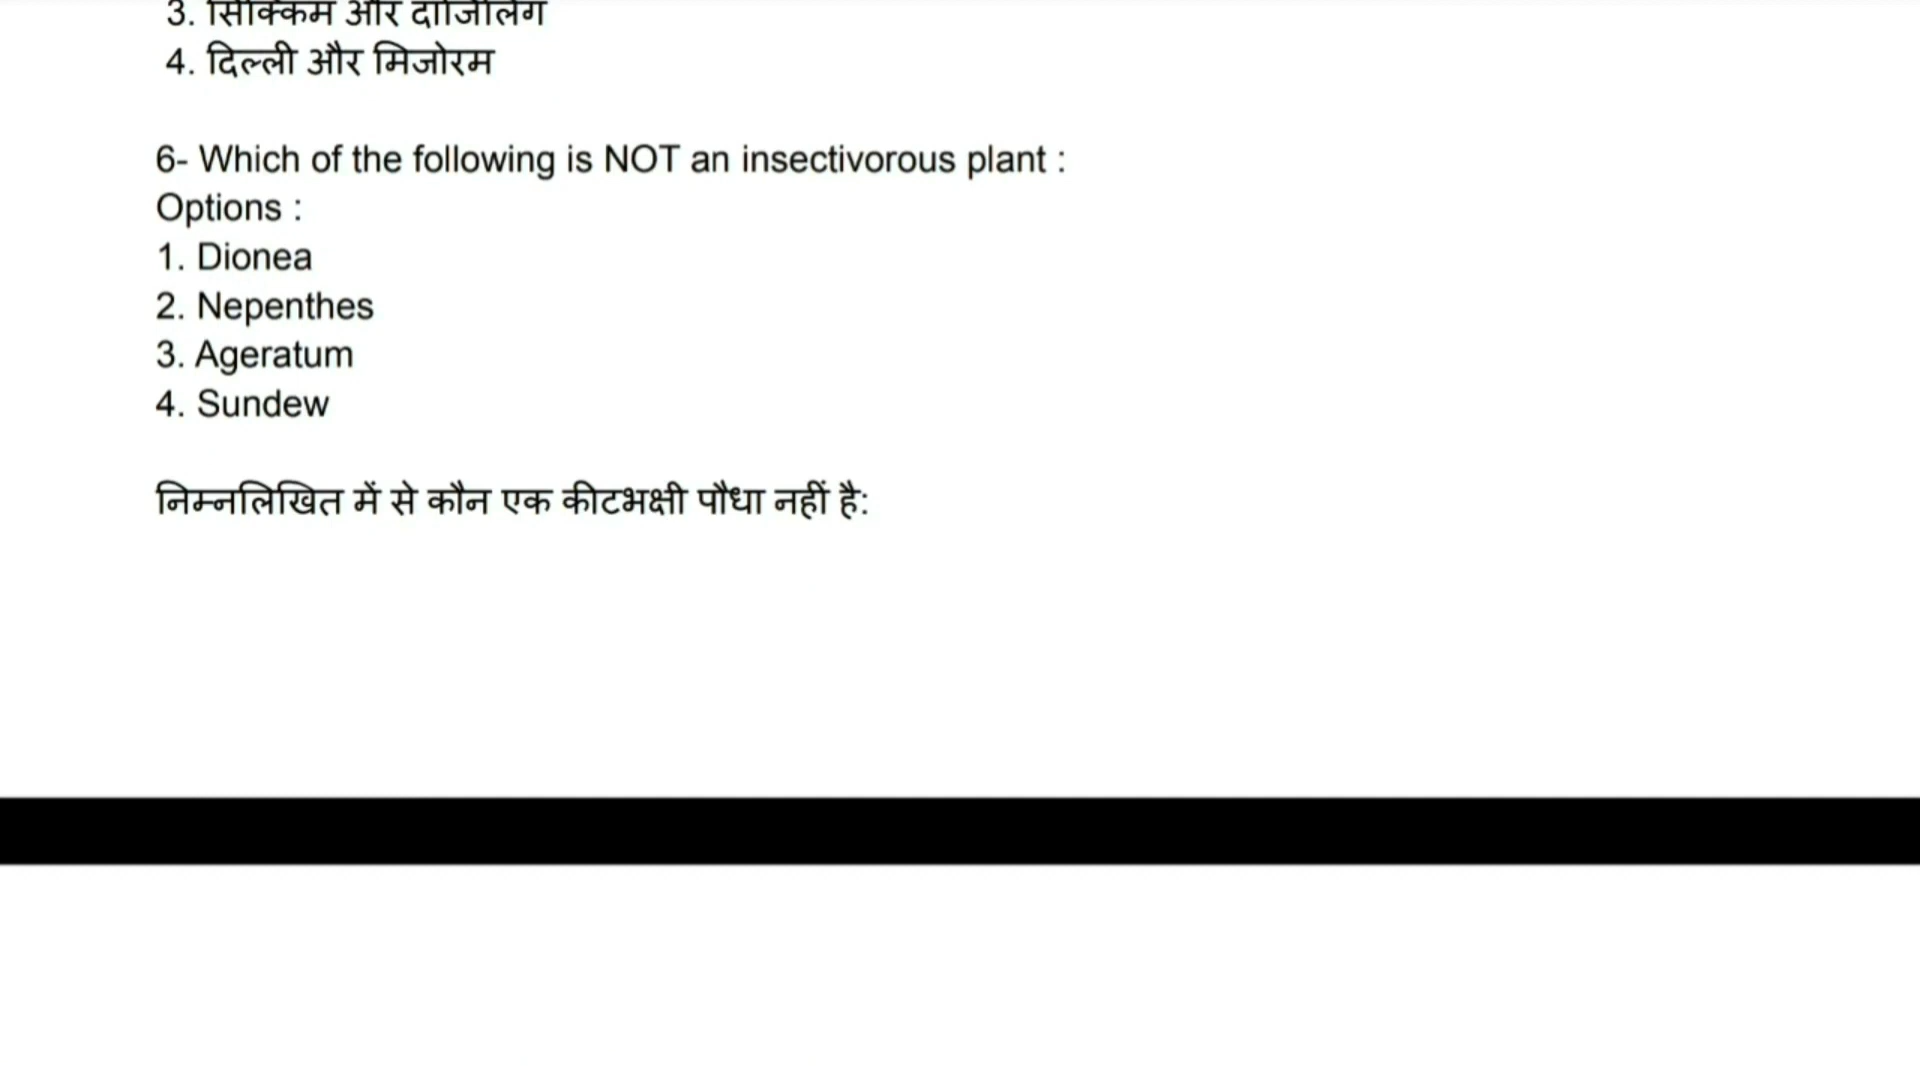 3. सिक्किम और दार्जिलिंग
4. दिल्ली और मिजोरम
6- Which of the following is NOT an insectivorous plant :
Options :
1. Dionea
2. Nepenthes
3. Ageratum
4. Sundew
निम्नलिखित में से कौन एक कीटभक्षी पौधा नहीं है: